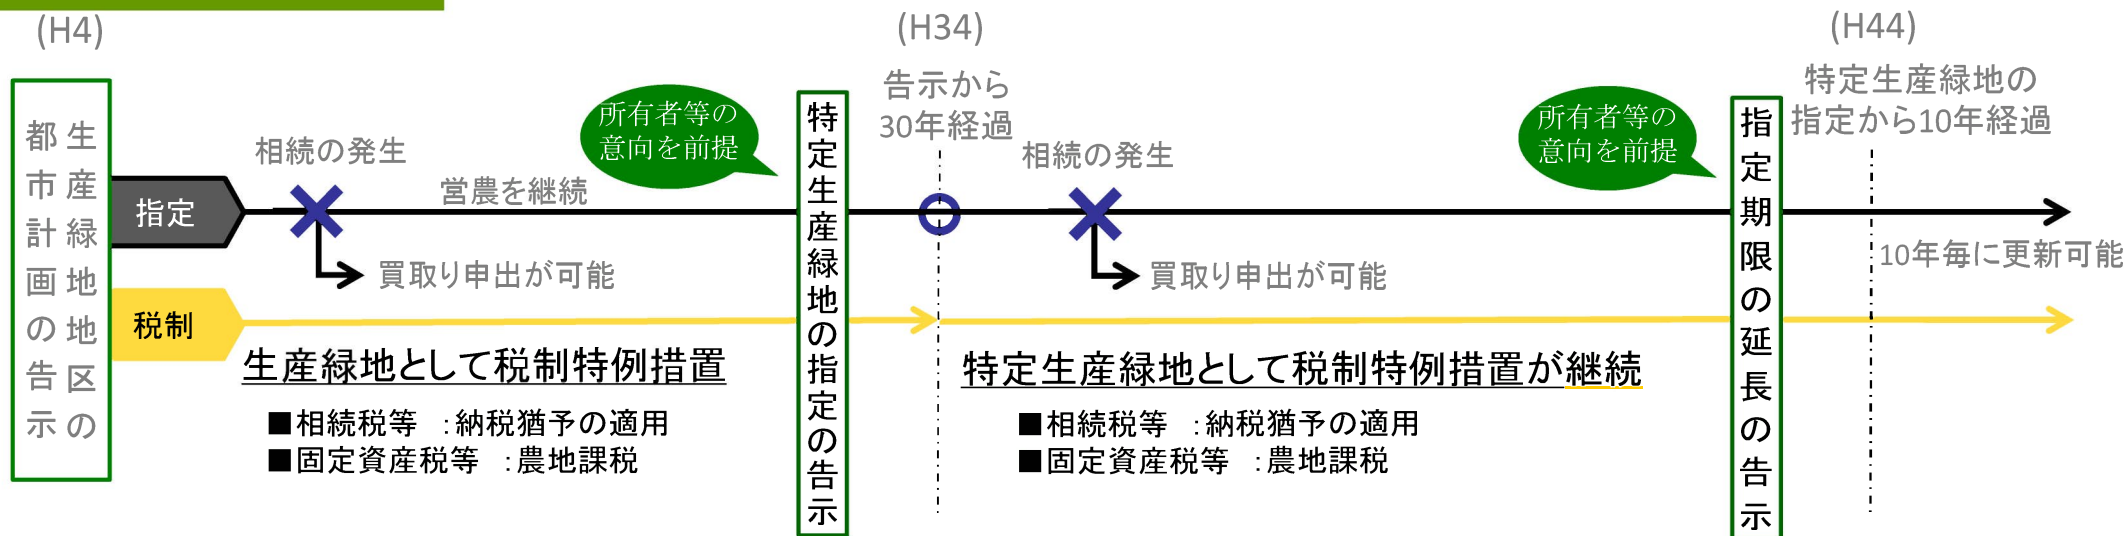 (H4)
(H34)
(H44)
生産緑地地区の
都市計画の告示
指定
税制
相続の発生
営農を継続
買取り申出が可能
所有者等の
意向を前提
特定生産緑地の指定の告示
告示から
30年経過
相続の発生
買取り申出が可能
所有者等の
意向を前提
指定期限の延長の告示
特定生産緑地の
指定から10年経過
10年毎に更新可能
生産緑地として税制特例措置
■相続税等 :納税猶予の適用
■固定資産税等 :農地課税
特定生産緑地として税制特例措置が継続
■相続税等 :納税猶予の適用
■固定資産税等 :農地課税